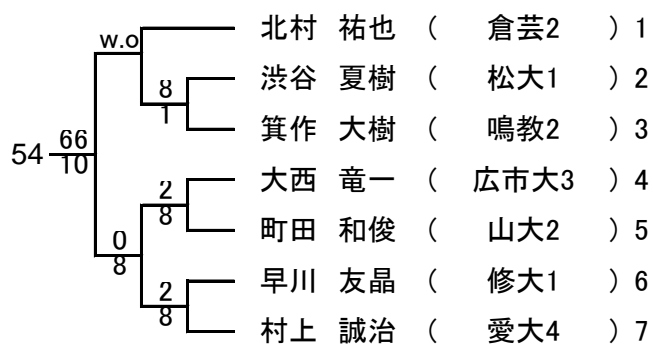 w.o 北村 祐也 ( 倉芸2 ) 1
渋谷 夏樹 ( 松大1 ) 2
8
1
箕作 大樹 ( 鳴教2 ) 3
54 66
10
大西 竜一 ( 広市大3 ) 4
2
8
町田 和俊 ( 山大2 ) 5
0
8
早川 友晶 ( 修大1 ) 6
2
8
村上 誠治 ( 愛大4 ) 7